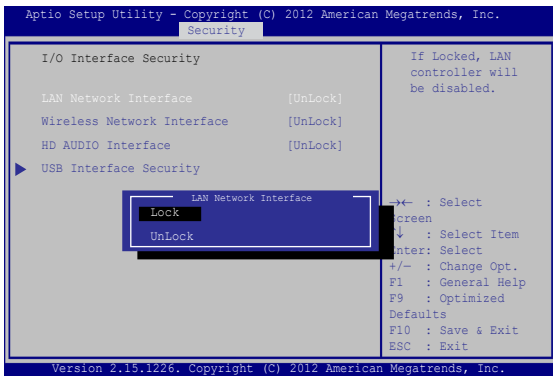 Aptio Setup Utility - Copyright (C) 2012 American Megatrends, Inc.
Security
I/O Interface Security
LAN Network Interface [UnLock]
Wireless Network Interface [UnLock]
HD AUDIO Interface [UnLock]
USB Interface Security
If Locked, LAN
controller will
be disabled.
LAN Network Interface
Lock
UnLock
→← : Select
creen
↓ : Select Item
nter: Select
+/— : Change Opt.
F1 : General Help
F9 : Optimized
Defaults
F10 : Save & Exit
ESC : Exit
Version 2.15.1226. Copyright (C) 2012 American Megatrends, Inc.